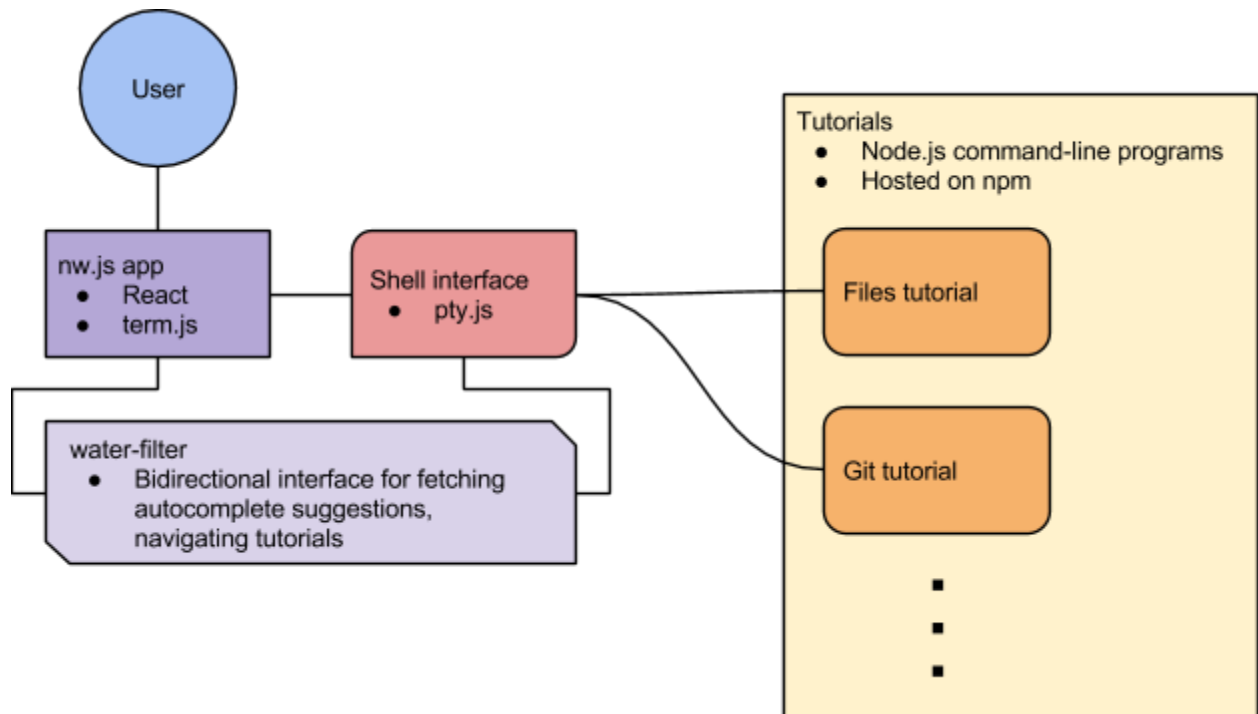 User
nw.js app
● React
● term.js
Shell interface
● pty.js
water-filter
● Bidirectional interface for fetching
autocomplete suggestions,
navigating tutorials
Tutorials
● Node.js command-line programs
● Hosted on npm
Files tutorial
Git tutorial